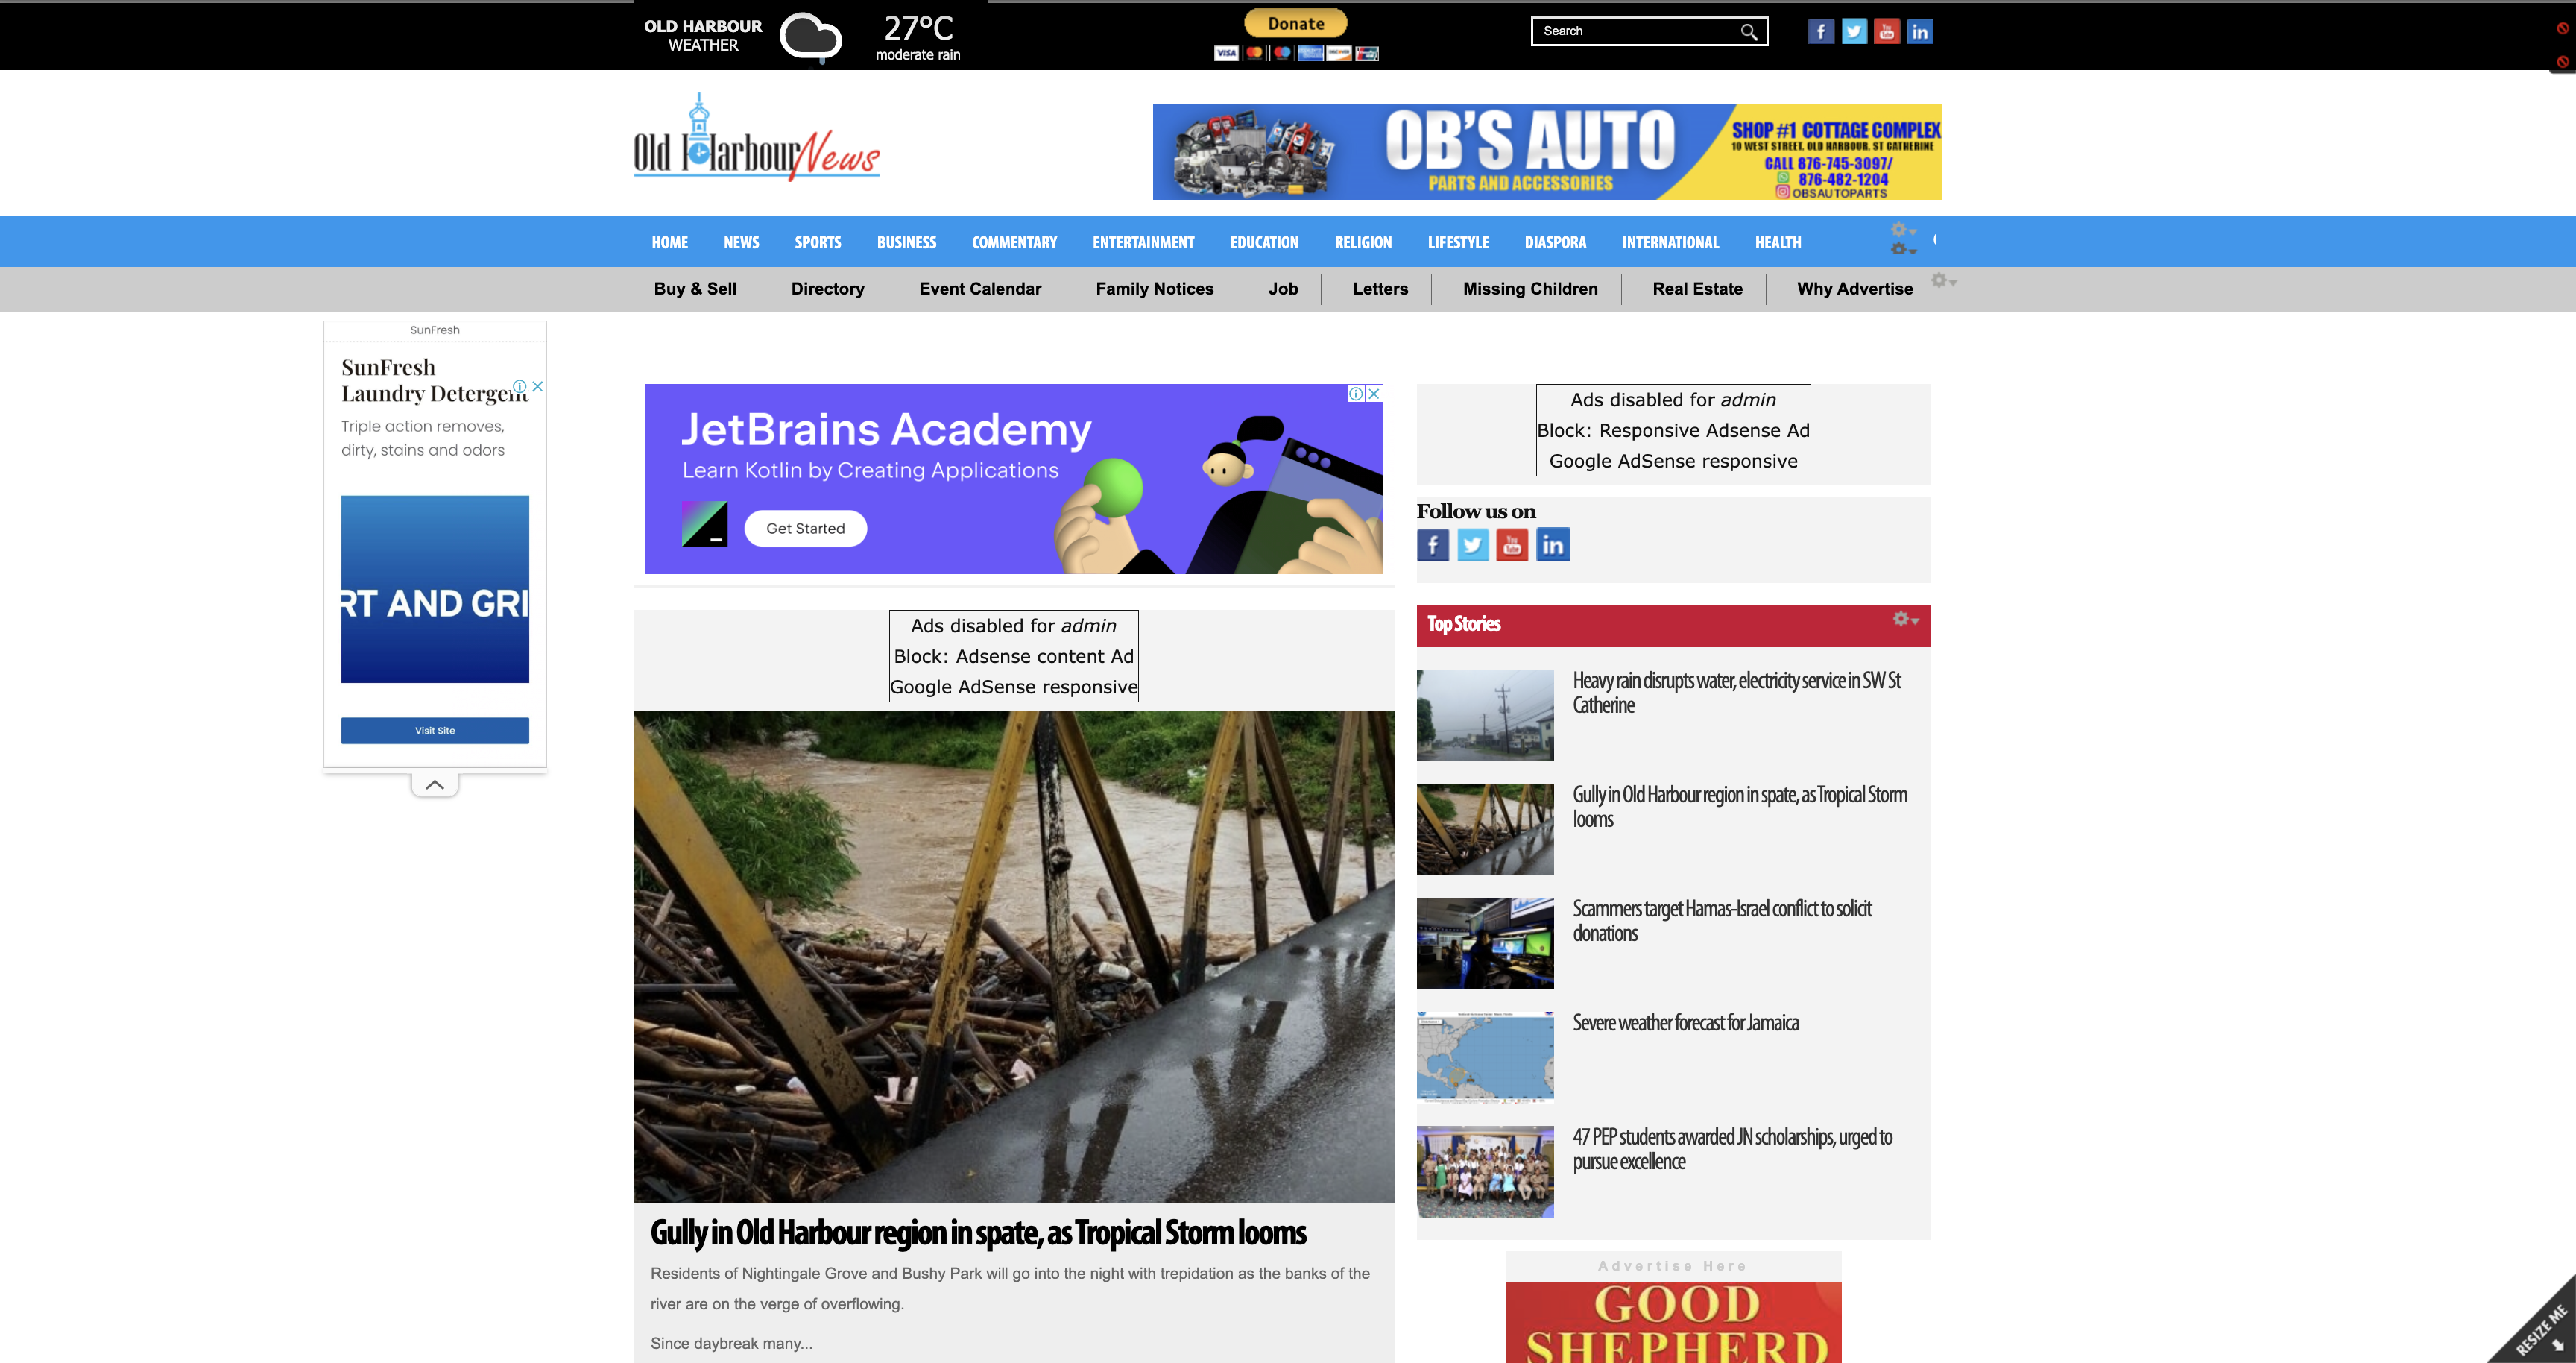 OLD HARBOUR
WEATHER
27°C
moderate rain
Donate
VISA
DISCOVER
Search
Old Harbour News
OB'S AUTO
PARTS AND ACCESSORIES
SHOP #1 COTTAGE COMPLEX
10 WEST STREET, OLD HARBOUR, ST CATHERINE
CALL 876-745-3097/
876-482-1204
OBSAUTOPARTS
HOME NEWS SPORTS BUSINESS COMMENTARY ENTERTAINMENT EDUCATION RELIGION LIFESTYLE DIASPORA INTERNATIONAL HEALTH
Buy & Sell Directory Event Calendar Family Notices Job Letters Missing Children Real Estate Why Advertise
SunFresh
SunFresh
Laundry Detergent
Triple action removes,
dirty, stains and odors
RT AND GRI
Visit Site
JetBrains Academy
Learn Kotlin by Creating Applications
Get Started
Ads disabled for admin
Block: Adsense content Ad
Google AdSense responsive
Gully in Old Harbour region in spate, as Tropical Storm looms
Residents of Nightingale Grove and Bushy Park will go into the night with trepidation as the banks of the
river are on the verge of overflowing.
Since daybreak many...
Ads disabled for admin
Block: Responsive Adsense Ad
Google AdSense responsive
Follow us on
f
You
in
Top Stories
Heavy rain disrupts water, electricity service in SW St
Catherine
Gully in Old Harbour region in spate, as Tropical Storm
looms
Scammers target Hamas-Israel conflict to solicit
donations
Severe weather forecast for Jamaica
47 PEP students awarded JN scholarships, urged to
pursue excellence
Advertise Here
GOOD
SHEPHERD
RESIZE ME